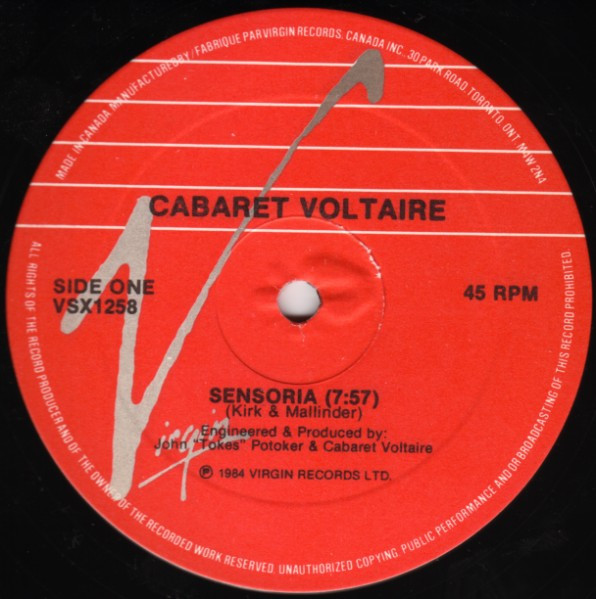 MADE IN CANADA. MANUFACTURED BY / FABRIQUE PAR VIRGIN RECORDS. CANADA INC., 30 PARK ROAD. TORONTO, ONT. M4W 2N4
CABARET VOLTAIRE
SIDE ONE
VSX1258
45 RPM
SENSORIA (7:57)
(Kirk & Mallinder)
Engineered & Produced by:
John "Tokes" Potoker & Cabaret Voltaire
Virgin
℗ 1984 VIRGIN RECORDS LTD.
ALL RIGHTS OF THE RECORD PRODUCER AND OF THE OWNER OF THE RECORDED WORK RESERVED. UNAUTHORIZED COPYING. PUBLIC PERFORMANCE AND/OR BROADCASTING OF THIS RECORD PROHIBITED.